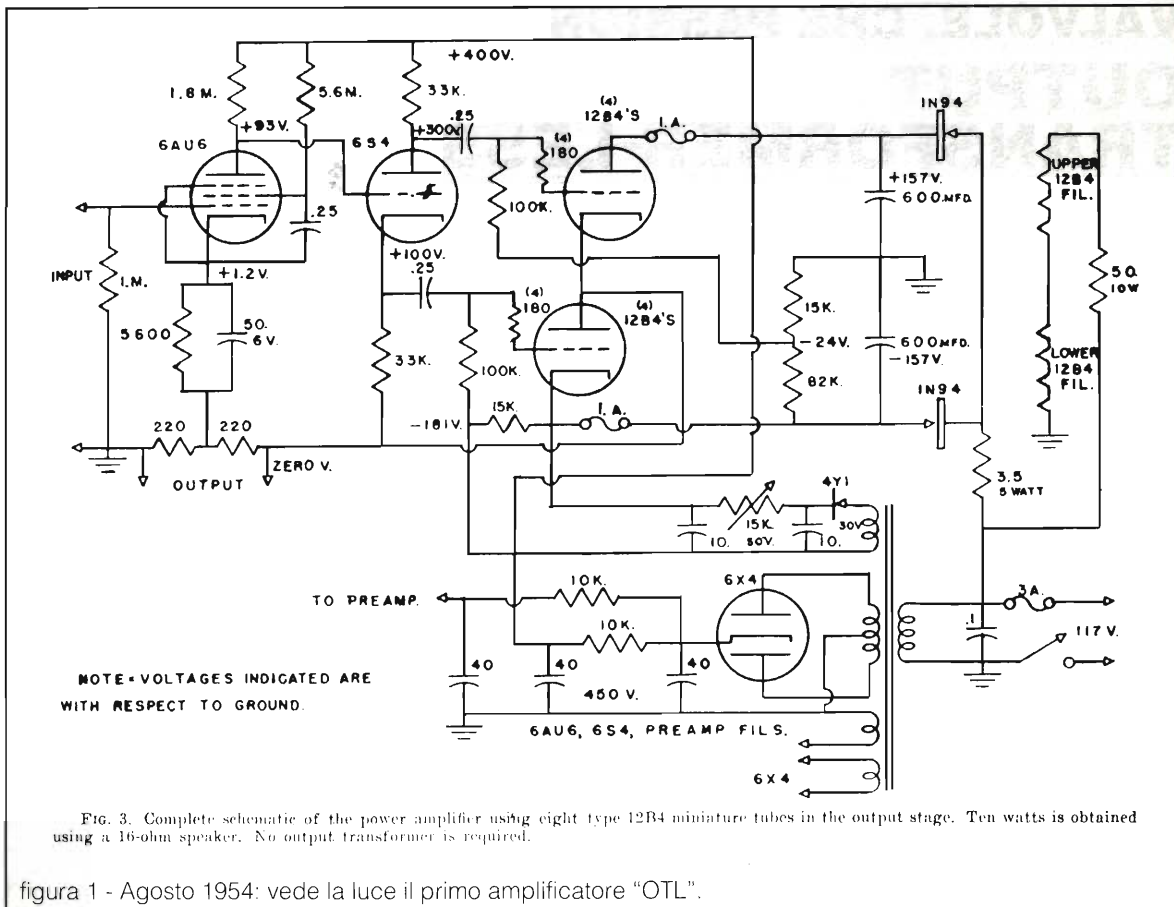 +400V.
1.8 M.
5.6M.
33K.
(4)
12B4'S
1.A.
1N94
+93V.
+300V
.25
6AU6
6S4
(4)
180
+157V.
600.MFD.
UPPER
12B4
FIL.
.25
100K.
+100V.
.25
INPUT
1.M.
+1.2V.
(4)
180
(4)
12B4'S
15K.
50.
10W
-24V.
600MFD.
-157V.
5600
50.
6V.
33K.
100K.
82K.
LOWER
12B4
FIL.
15K.
1.A.
1N94
-181V.
220
220
ZERO V.
OUTPUT
3.5
5 WATT
4Y1
15K.
50V.
30V
10.
10.
10K.
6X4
TO PREAMP.
10K.
3A.
.1
117 V.
40
40
40
450 V.
NOTE=VOLTAGES INDICATED ARE
WITH RESPECT TO GROUND.
6AU6, 6S4, PREAMP FILS.
6X4
FIG. 3. Complete schematic of the power amplifier using eight type 12B4 miniature tubes in the output stage. Ten watts is obtained
using a 16-ohm speaker. No output transformer is required.
figura 1 - Agosto 1954: vede la luce il primo amplificatore "OTL".